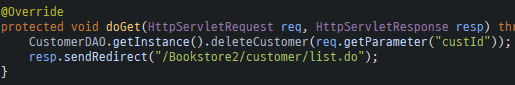 @Override
protected void doGet(HttpServletRequest req, HttpServletResponse resp) thr
CustomerDAO.getInstance().deleteCustomer(req.getParameter("custId"));
resp.sendRedirect("/Bookstore2/customer/list.do");
}